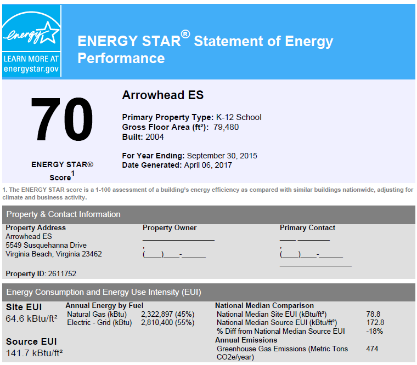 energy
LEARN MORE AT
energystar.gov
ENERGY STAR® Statement of Energy
Performance
70
ENERGY STAR®
Score1
Arrowhead ES
Primary Property Type: K-12 School
Gross Floor Area (ft²): 79,480
Built: 2004
For Year Ending: September 30, 2015
Date Generated: April 06, 2017
1. The ENERGY STAR score is a 1-100 assessment of a building's energy efficiency as compared with similar buildings nationwide, adjusting for
climate and business activity.
Property & Contact Information
Property Address
Arrowhead ES
5549 Susquehanna Drive
Virginia Beach, Virginia 23462
Property ID: 2611752
Property Owner
,
(____)____-______
Primary Contact
,
(____)____-______
Energy Consumption and Energy Use Intensity (EUI)
Site EUI
64.6 kBtu/ft²
Source EUI
141.7 kBtu/ft²
Annual Energy by Fuel
Natural Gas (kBtu) 2,322,897 (45%)
Electric - Grid (kBtu) 2,810,400 (55%)
National Median Comparison
National Median Site EUI (kBtu/ft²) 78.8
National Median Source EUI (kBtu/ft²) 172.8
% Diff from National Median Source EUI -18%
Annual Emissions
Greenhouse Gas Emissions (Metric Tons 474
CO2e/year)